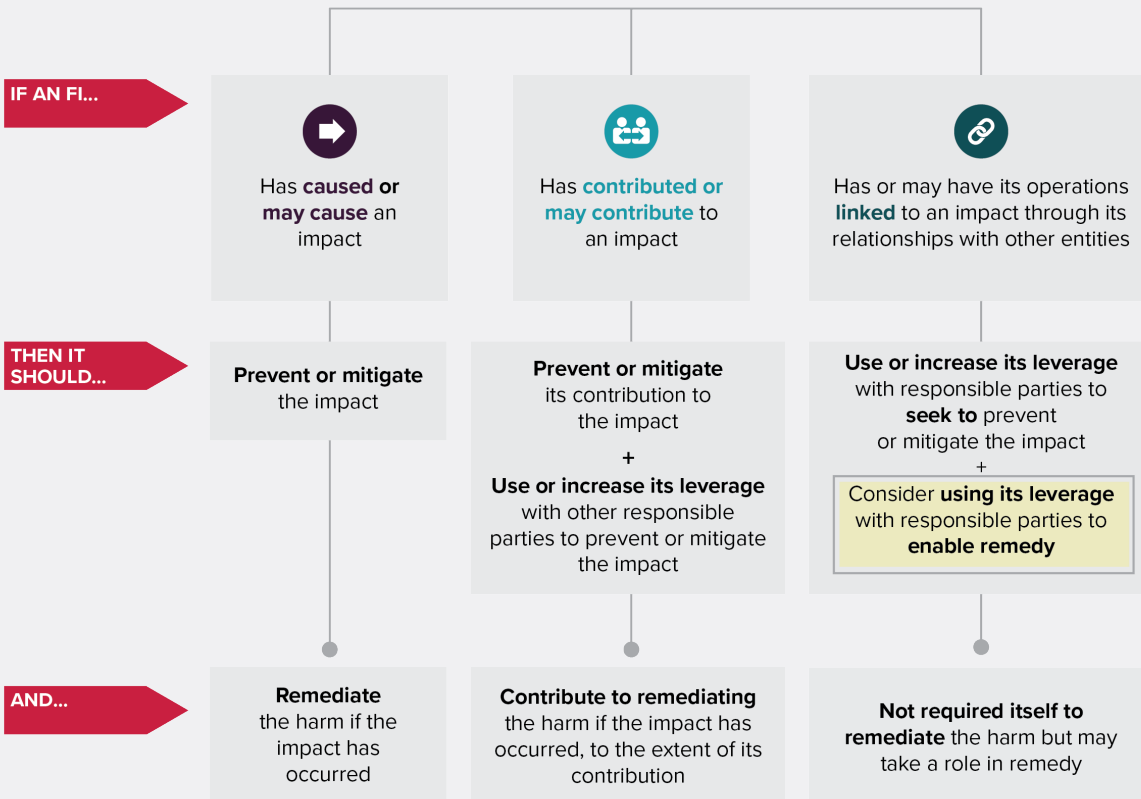 IF AN FI...
Has caused or
may cause an
impact
Has contributed or
may contribute to
an impact
Has or may have its operations
linked to an impact through its
relationships with other entities
THEN IT
SHOULD...
Prevent or mitigate
the impact
Prevent or mitigate
its contribution to
the impact
+
Use or increase its leverage
with other responsible
parties to prevent or mitigate
the impact
Use or increase its leverage
with responsible parties to
seek to prevent
or mitigate the impact
+
Consider using its leverage
with responsible parties to
enable remedy
AND...
Remediate
the harm if the
impact has
occurred
Contribute to remediating
the harm if the impact has
occurred, to the extent of its
contribution
Not required itself to
remediate the harm but may
take a role in remedy